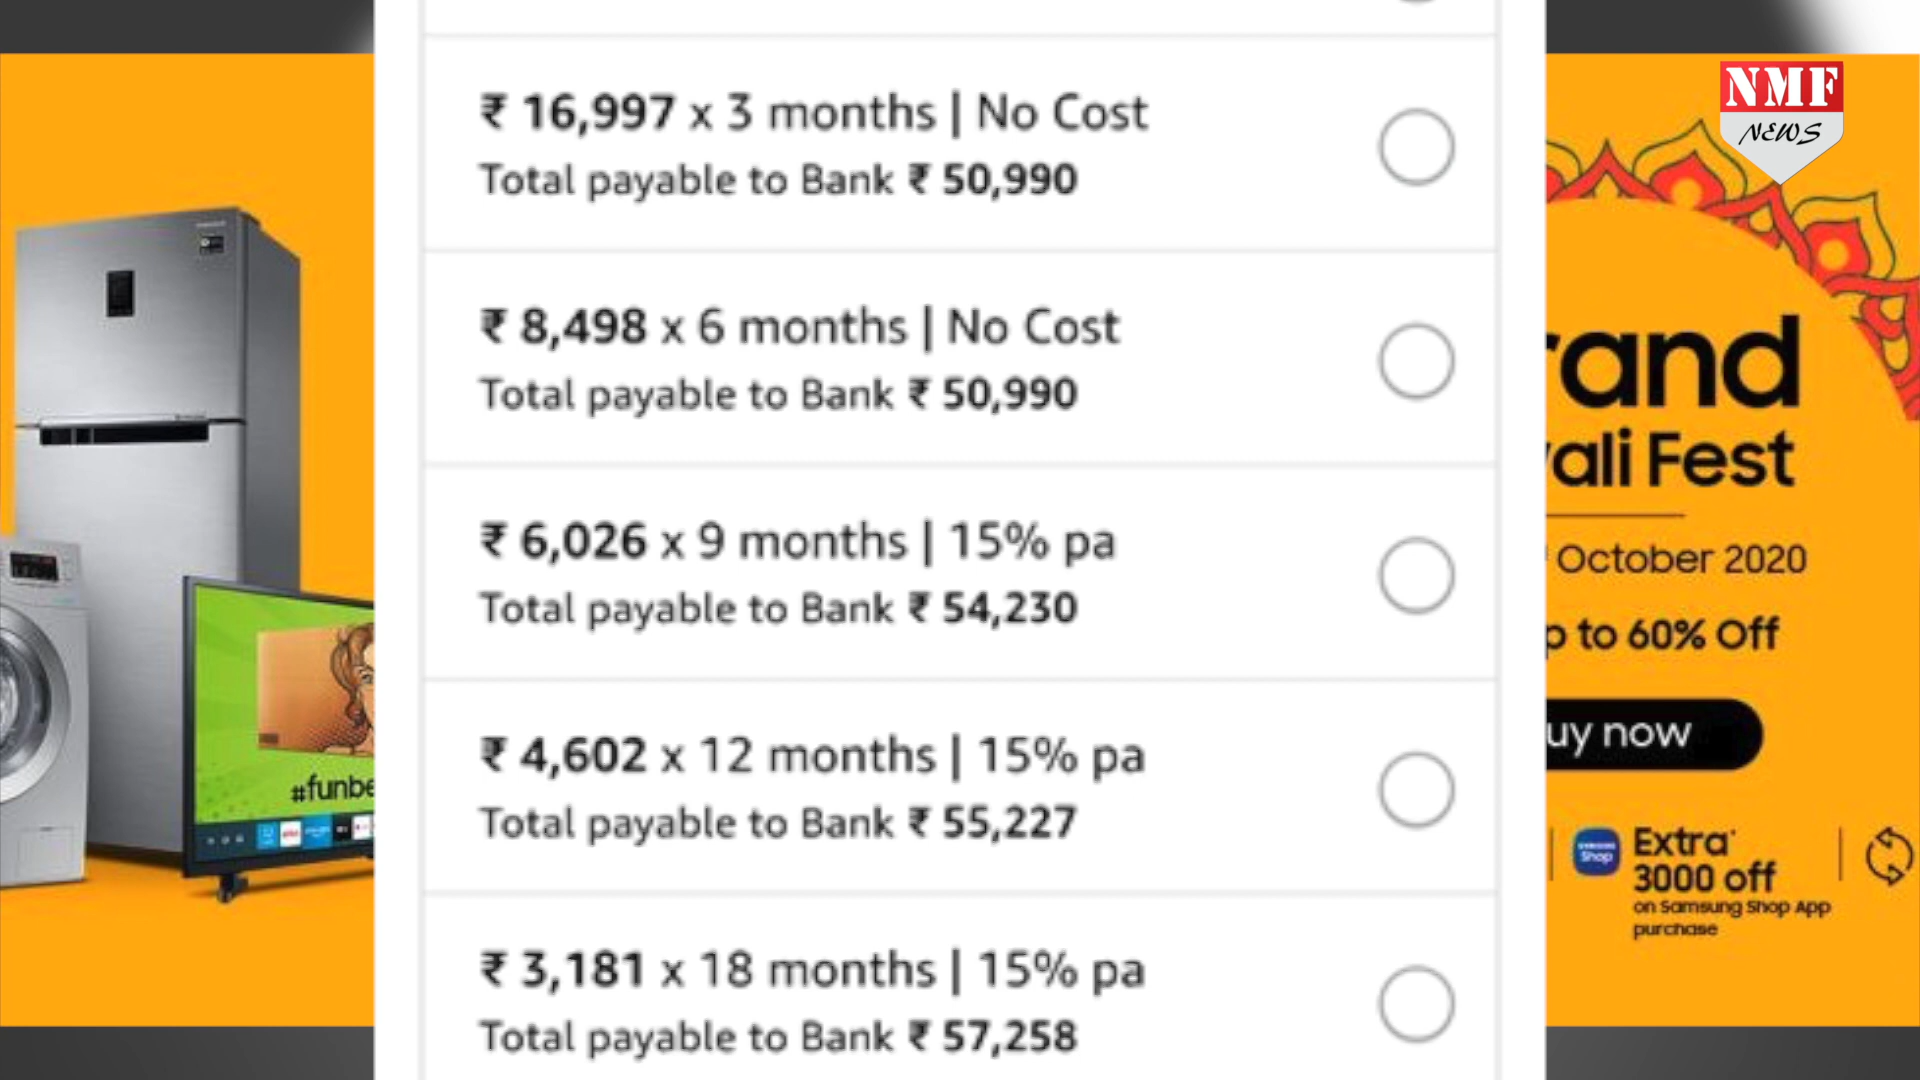 ₹ 16,997 x 3 months | No Cost
Total payable to Bank ₹ 50,990
₹ 8,498 x 6 months | No Cost
Total payable to Bank ₹ 50,990
₹ 6,026 x 9 months | 15% pa
Total payable to Bank ₹ 54,230
₹ 4,602 x 12 months | 15% pa
Total payable to Bank ₹ 55,227
₹ 3,181 x 18 months | 15% pa
Total payable to Bank ₹ 57,258
#funbe
NMF
NEWS
rand
ali Fest
October 2020
p to 60% Off
uy now
Shop
Extra*
3000 off
on Samsung Shop App
purchase